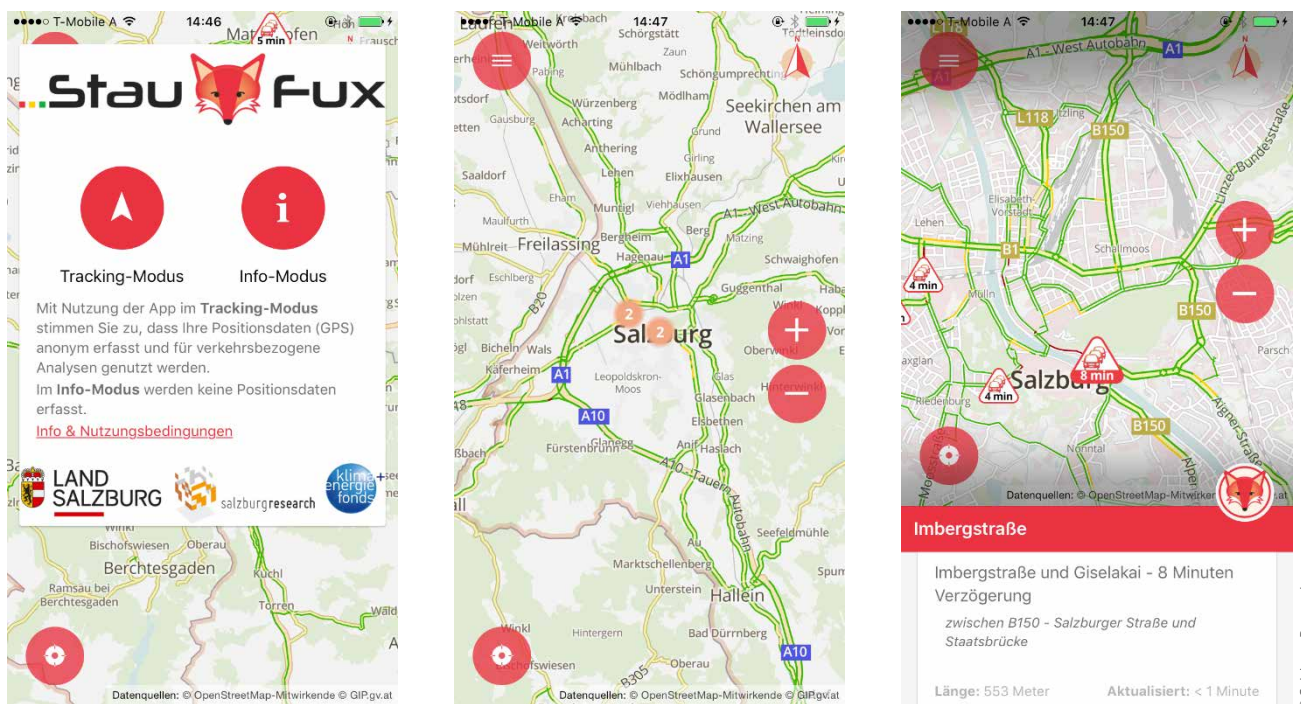 T-Mobile A 14:46
5 min
Stau Fux
Tracking-Modus
Info-Modus
Mit Nutzung der App im Tracking-Modus
stimmen Sie zu, dass Ihre Positionsdaten (GPS)
anonym erfasst und für verkehrsbezogene
Analysen genutzt werden.
Im Info-Modus werden keine Positionsdaten
erfasst.
Info & Nutzungsbedingungen
LAND
SALZBURG
salzburgresearch
klima+
energie
fonds
Bischofswiesen
Oberau
Berchtesgaden
Kuchl
Ramsau bei
Berchtesgaden
Torren
Datenquellen: © OpenStreetMap-Mitwirkende © GIP.gv.at
T-Mobile A 14:47
N
Weitwörth
Schörgstätt
Zaun
Pabing
Mühlbach
Schöngumprechting
Mödlham
Würzenberg
Seekirchen am
Wallersee
Gausburg
Acharting
Grund
Anthering
Girling
Saaldorf
Lehen
Elixhausen
Eham
Muntigl
Viehhausen
A1 - West Autobahn
Maulfurth
Bergheim
Berg
Matzing
Mühlreit
Freilassing
Hagenau
A1
Schwaighofen
Eschlberg
B20
Guggenthal
2
2
Salzburg
Bicheln
Wals
Käferheim
A1
Leopoldskron-
Moos
Glas
Glasenbach
A10
Elsbethen
Fürstenbrunn
Glanegg
Anif
Haslach
A10 - Tauern Autobahn
Au
Seefeldmühle
Marktschellenberg
Unterstein
Hallein
Hintergern
Bad Dürrnberg
A10
Oberau
B305
Datenquellen: © OpenStreetMap-Mitwirkende © GIP.gv.at
T-Mobile A 14:47
N
L118
A1 - West Autobahn
A1
A1
L118
Itzling
B150
Linzer-Bundesstraße
Elisabeth-
Vorstadt
Lehen
B1
Schallmoos
4 min
Mülln
B150
Parsch
8 min
Salzburg
4 min
Riedenburg
B150
Aigner-Straße
Nonntal
Moosstraße
Datenquellen: © OpenStreetMap-Mitwirker
.at
Imbergstraße
Imbergstraße und Giselakai - 8 Minuten
Verzögerung
zwischen B150 - Salzburger Straße und
Staatsbrücke
Länge: 553 Meter
Aktualisiert: < 1 Minute